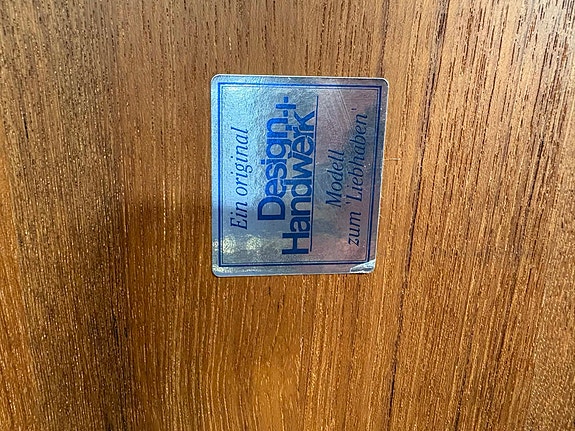 Ein original
Design+
Handwerk
Modell
zum 'Liebhaben'